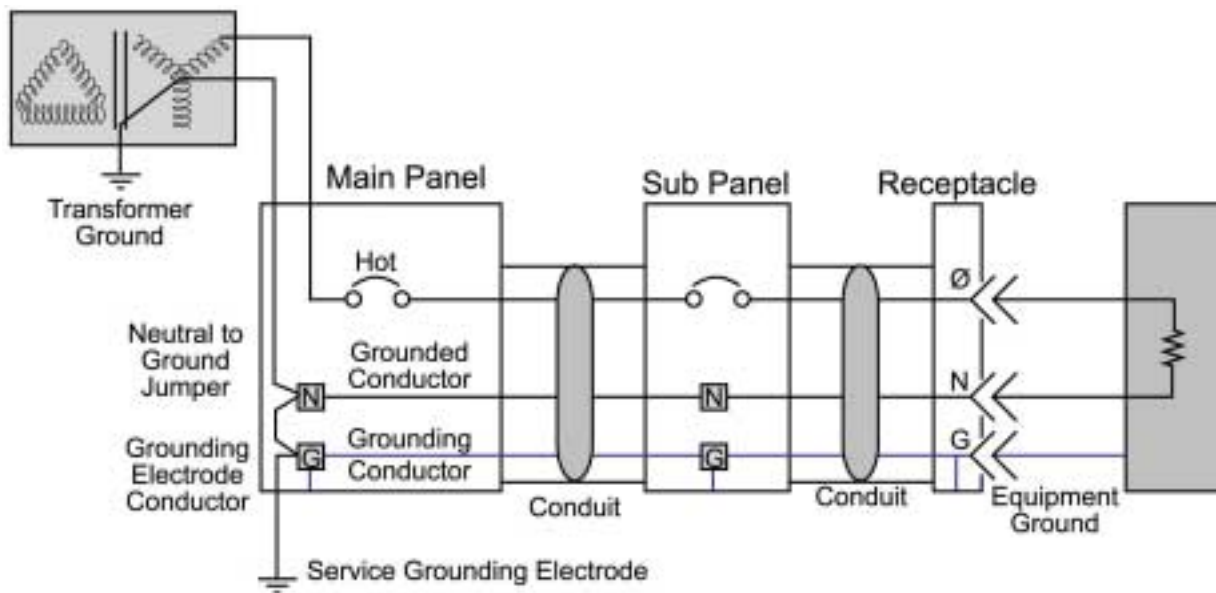 Main Panel
Sub Panel
Receptacle
Transformer
Ground
Hot
Ø
Neutral to
Ground
Jumper
Grounded
Conductor
N
N
N
Grounding
Electrode
Conductor
Grounding
Conductor
G
G
G
Conduit
Conduit
Equipment
Ground
Service Grounding Electrode